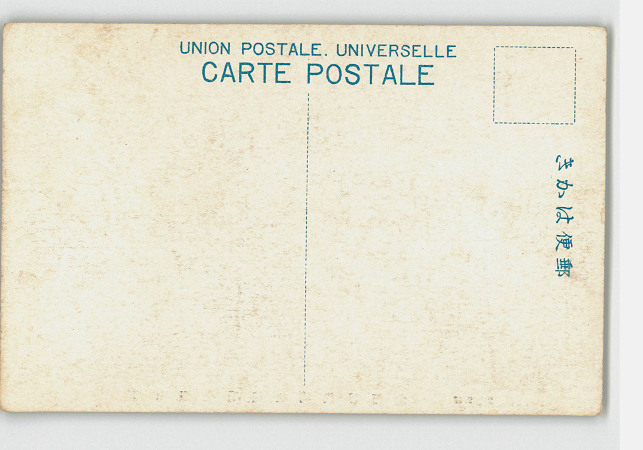 UNION POSTALE. UNIVERSELLE
CARTE POSTALE
郵便はかき